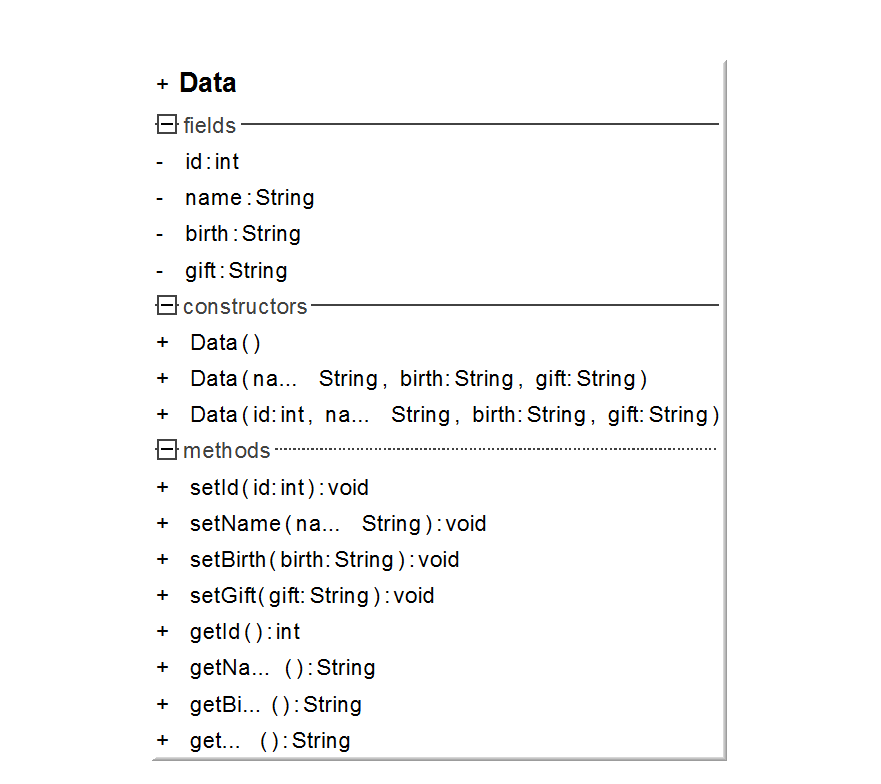 + Data
fields
- id:int
- name:String
- birth:String
- gift:String
constructors
+ Data()
+ Data(na... String, birth:String, gift:String)
+ Data(id:int, na... String, birth:String, gift:String)
methods
+ setId(id:int):void
+ setName(na... String):void
+ setBirth(birth:String):void
+ setGift(gift:String):void
+ getId():int
+ getNa... ():String
+ getBi... ():String
+ get... ():String